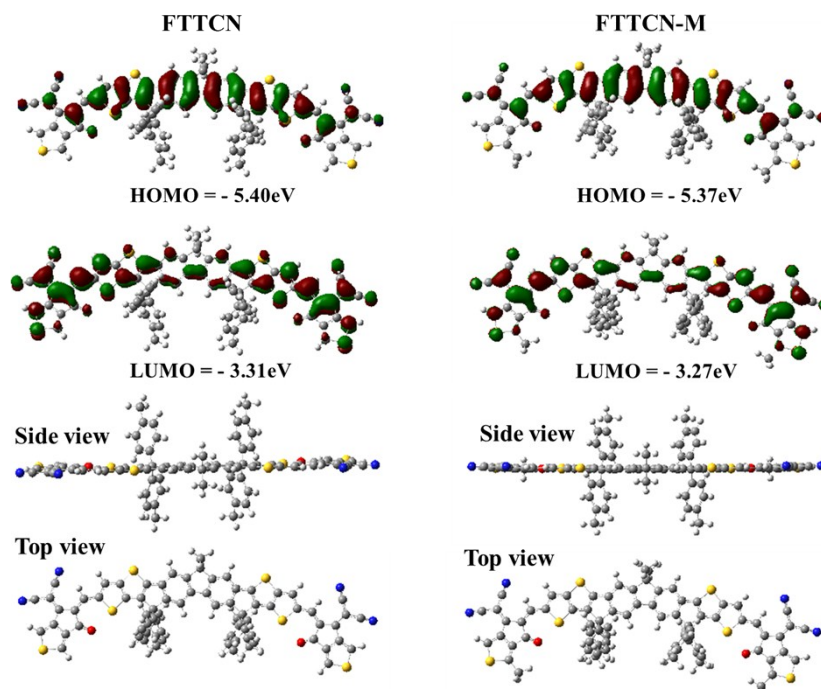 FTTCN
HOMO = - 5.40eV
LUMO = - 3.31eV
Side view
Top view
FTTCN-M
HOMO = - 5.37eV
LUMO = - 3.27eV
Side view
Top view